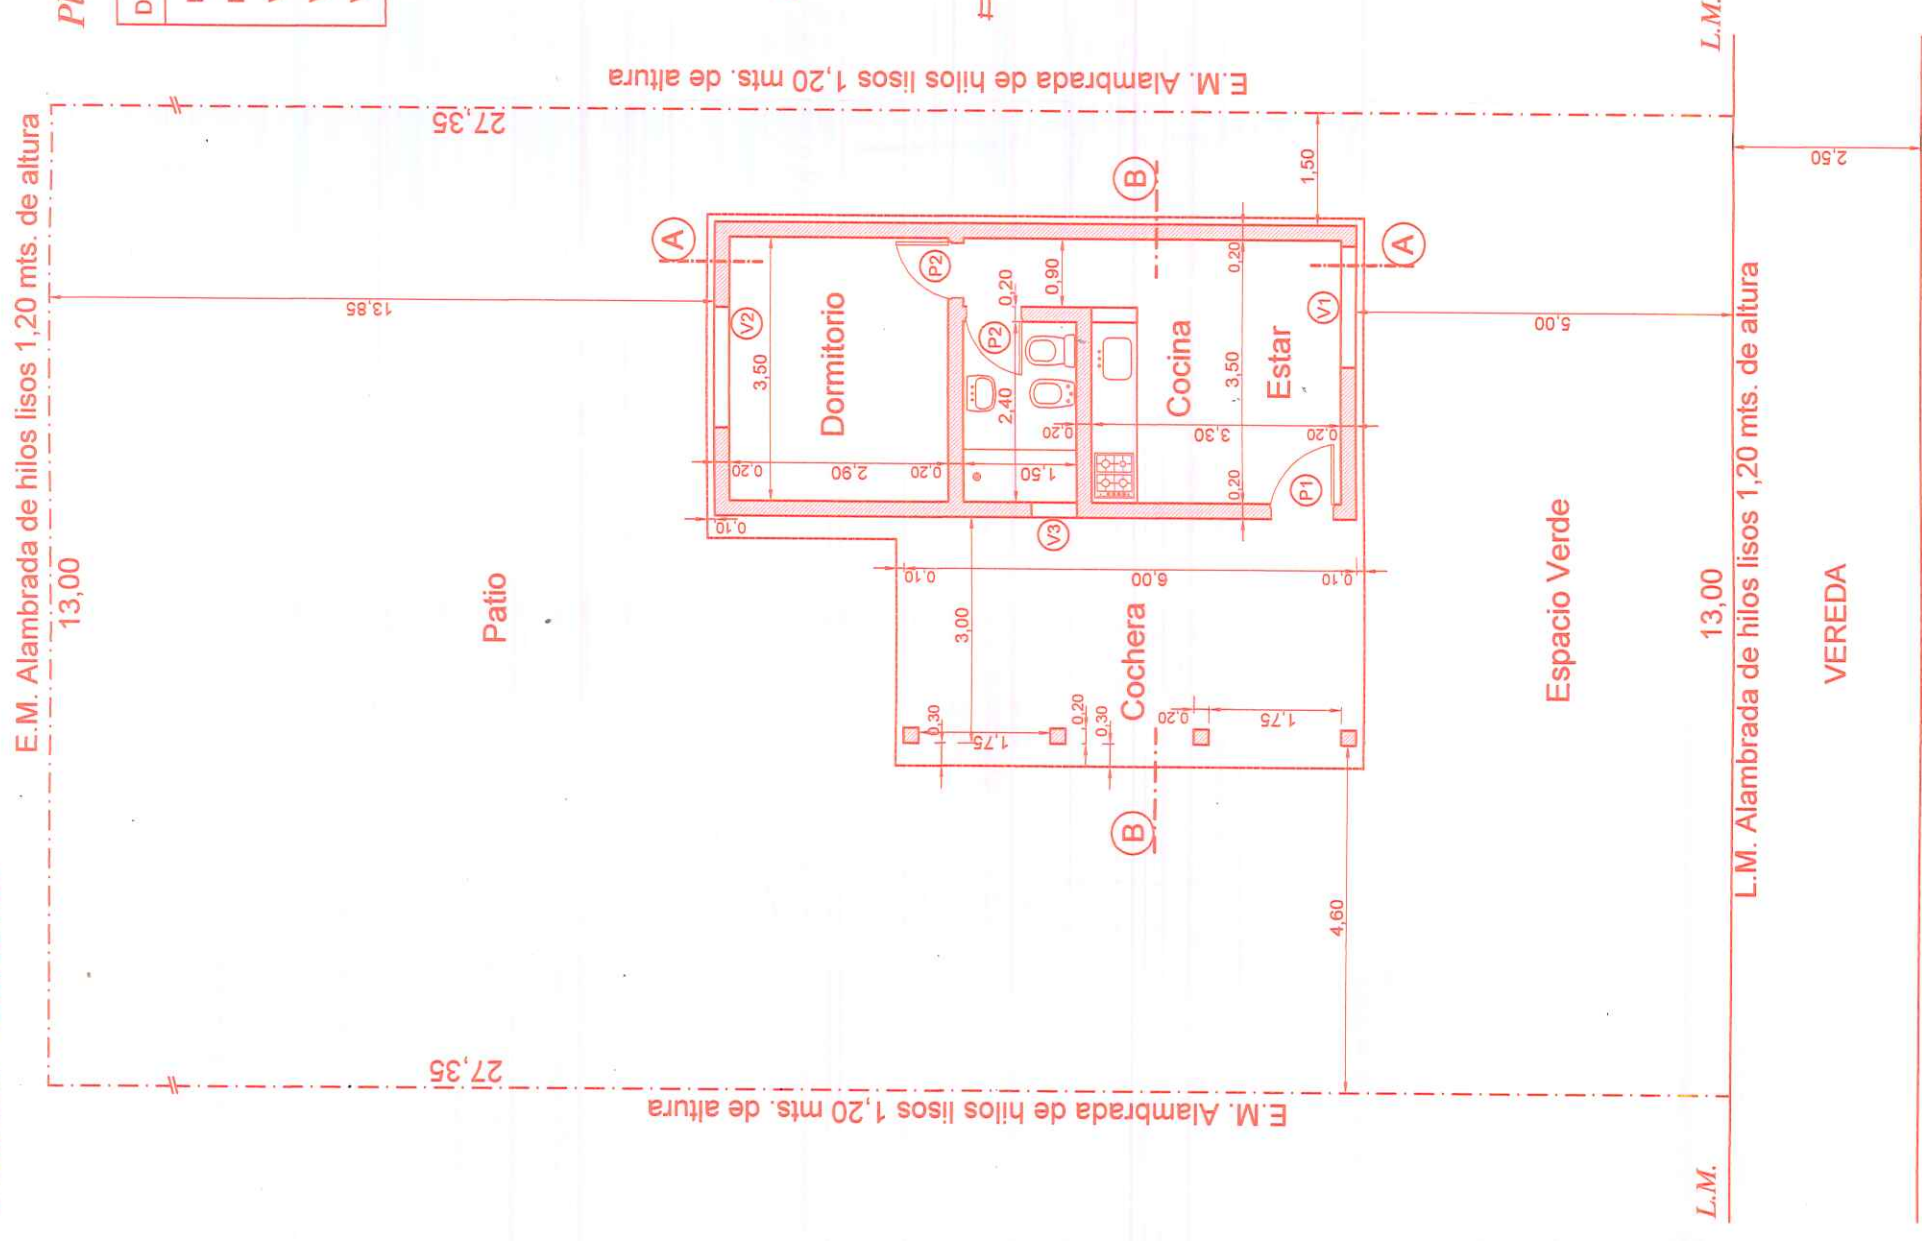 E.M. Alambrada de hilos lisos 1,20 mts. de altura
13,00
E.M. Alambrada de hilos lisos 1,20 mts. de altura
27,35
13,85
Patio
A
V2
3,50
Dormitorio
P2
0,20
2,90
0,20
0,10
0,20
0,90
P2
2,40
1,50
0,20
V3
B
1,50
Cocina
0,20
3,50
0,20
3,30
0,20
Estar
V1
P1
A
0,10
6,00
0,10
3,00
Cochera
0,30
1,75
0,20
0,30
0,20
1,75
B
4,60
5,00
Espacio Verde
27,35
E.M. Alambrada de hilos lisos 1,20 mts. de altura
13,00
L.M. Alambrada de hilos lisos 1,20 mts. de altura
L.M.
L.M.
2,50
VEREDA